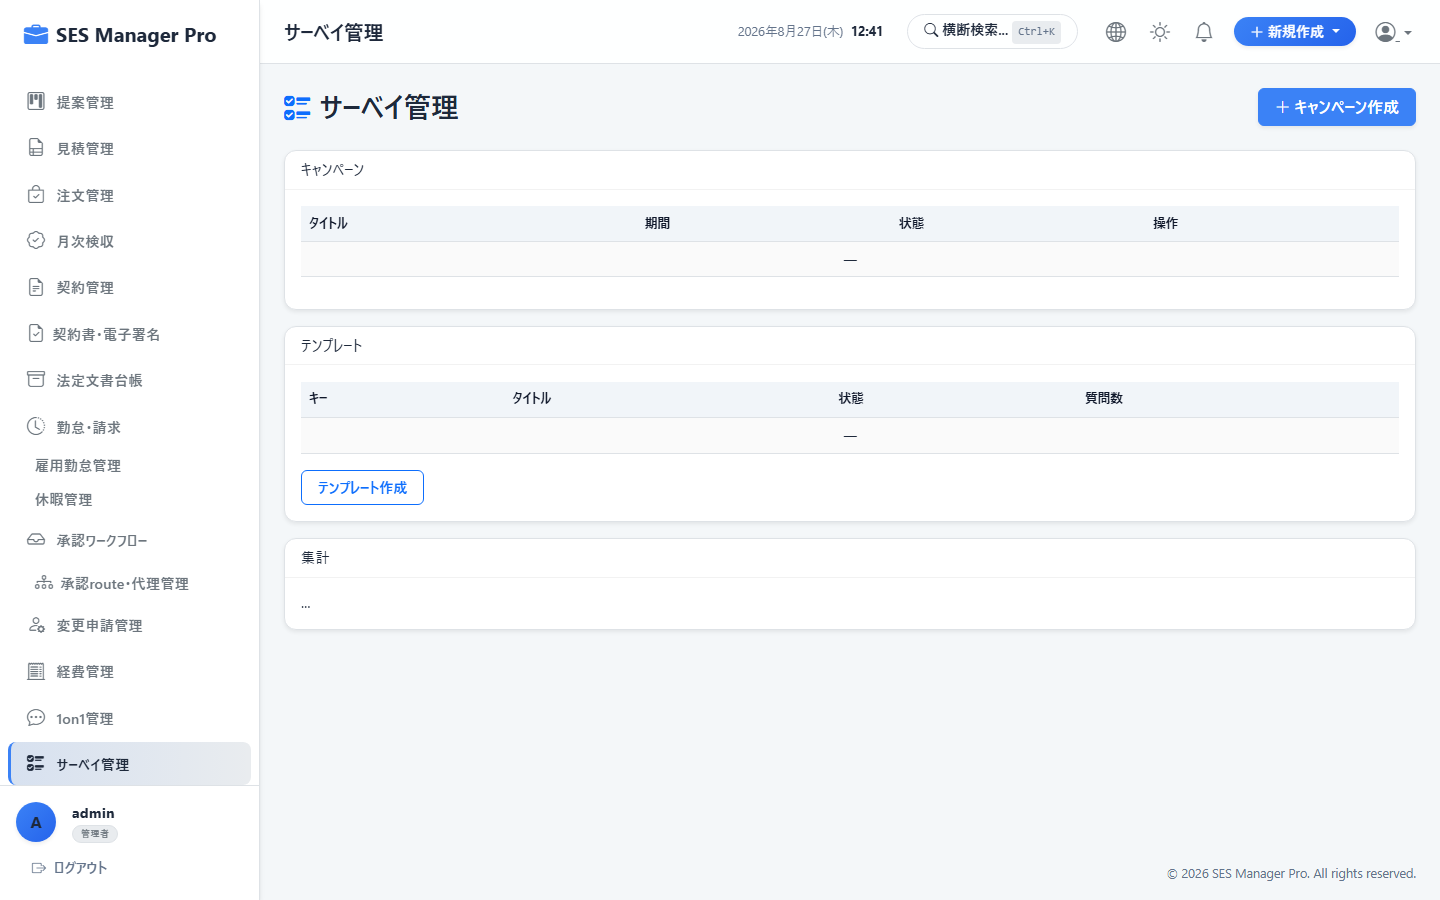 SES Manager Pro
提案管理
見積管理
注文管理
月次検収
契約管理
契約書・電子署名
法定文書台帳
勤怠・請求
雇用勤怠管理
休暇管理
承認ワークフロー
承認route・代理管理
変更申請管理
経費管理
1on1管理
サーベイ管理
A
admin
管理者
ログアウト
サーベイ管理
2026年8月27日(木) 12:41
横断検索... Ctrl+K
新規作成
サーベイ管理
キャンペーン作成
キャンペーン
タイトル 期間 状態 操作
—
テンプレート
キー タイトル 状態 質問数
—
テンプレート作成
集計
...
© 2026 SES Manager Pro. All rights reserved.